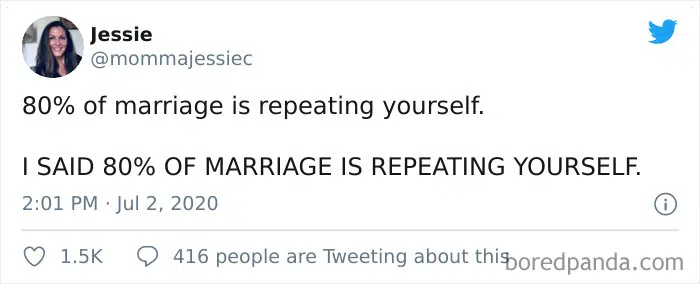 Jessie
@mommajessiec
80% of marriage is repeating yourself.
I SAID 80% OF MARRIAGE IS REPEATING YOURSELF.
2:01 PM · Jul 2, 2020
1.5K 416 people are Tweeting about this
boredpanda.com